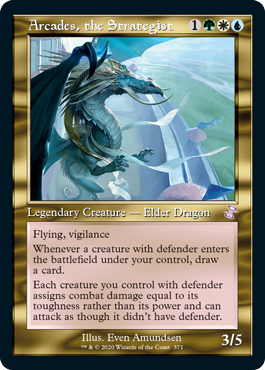 Arcades, the Strategist 1
Legendary Creature — Elder Dragon
Flying, vigilance
Whenever a creature with defender enters
the battlefield under your control, draw
a card.
Each creature you control with defender
assigns combat damage equal to its
toughness rather than its power and can
attack as though it didn't have defender.
Illus. Even Amundsen
™ & © 2020 Wizards of the Coast 371
3/5